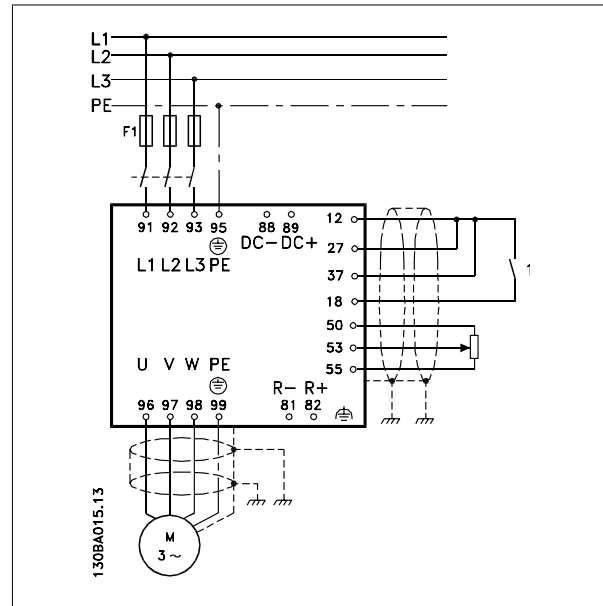 L1
L2
L3
PE
F1
91 92 93 95 88 89 12
DC- DC+
L1 L2 L3 PE
27
37
1
18
50
53
55
U V W PE
R- R+
96 97 98 99 81 82
M
3 ~
130BA015.13